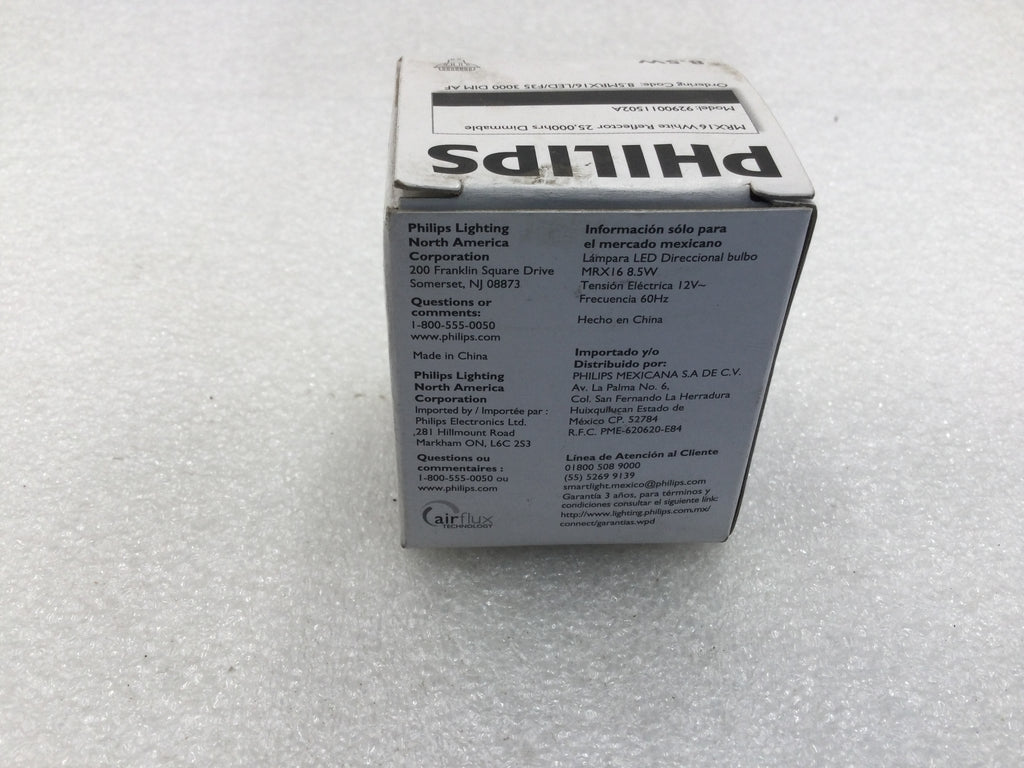 PHILIPS
MRX16 White Reflector 25,000hrs Dimmable
Model: 9290011502A
Ordering Code: 8.5MRX16/LED/F35 3000 DIM AF
8.5W
Philips Lighting
North America
Corporation
200 Franklin Square Drive
Somerset, NJ 08873
Questions or
comments:
1-800-555-0050
www.philips.com
Made in China
Philips Lighting
North America
Corporation
Imported by / Importée par :
Philips Electronics Ltd.
,281 Hillmount Road
Markham ON, L6C 2S3
Questions ou
commentaires :
1-800-555-0050 ou
www.philips.com
airflux
TECHNOLOGY
Información sólo para
el mercado mexicano
Lámpara LED Direccional bulbo
MRX16 8.5W
Tensión Eléctrica 12V~
Frecuencia 60Hz
Hecho en China
Importado y/o
Distribuido por:
PHILIPS MEXICANA S.A DE C.V.
Av. La Palma No. 6,
Col. San Fernando La Herradura
Huixquilucan Estado de
México CP. 52784
R.F.C. PME-620620-E84
Línea de Atención al Cliente
01800 508 9000
(55) 5269 9139
smartlight.mexico@philips.com
Garantía 3 años, para términos y
condiciones consultar el siguiente link:
http://www.lighting.philips.com.mx/
connect/garantias.wpd